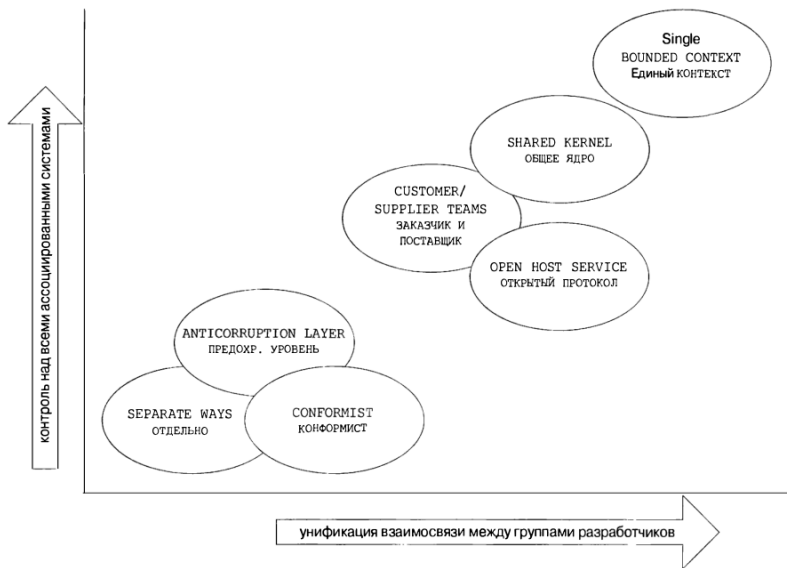 Single
BOUNDED CONTEXT
Единый КОНТЕКСТ
SHARED KERNEL
ОБЩЕЕ ЯДРО
CUSTOMER/
SUPPLIER TEAMS
ЗАКАЗЧИК И
ПОСТАВЩИК
OPEN HOST SERVICE
ОТКРЫТЫЙ ПРОТОКОЛ
ANTICORRUPTION LAYER
ПРЕДОХР. УРОВЕНЬ
SEPARATE WAYS
ОТДЕЛЬНО
CONFORMIST
КОНФОРМИСТ
контроль над всеми ассоциированными системами
унификация взаимосвязи между группами разработчиков